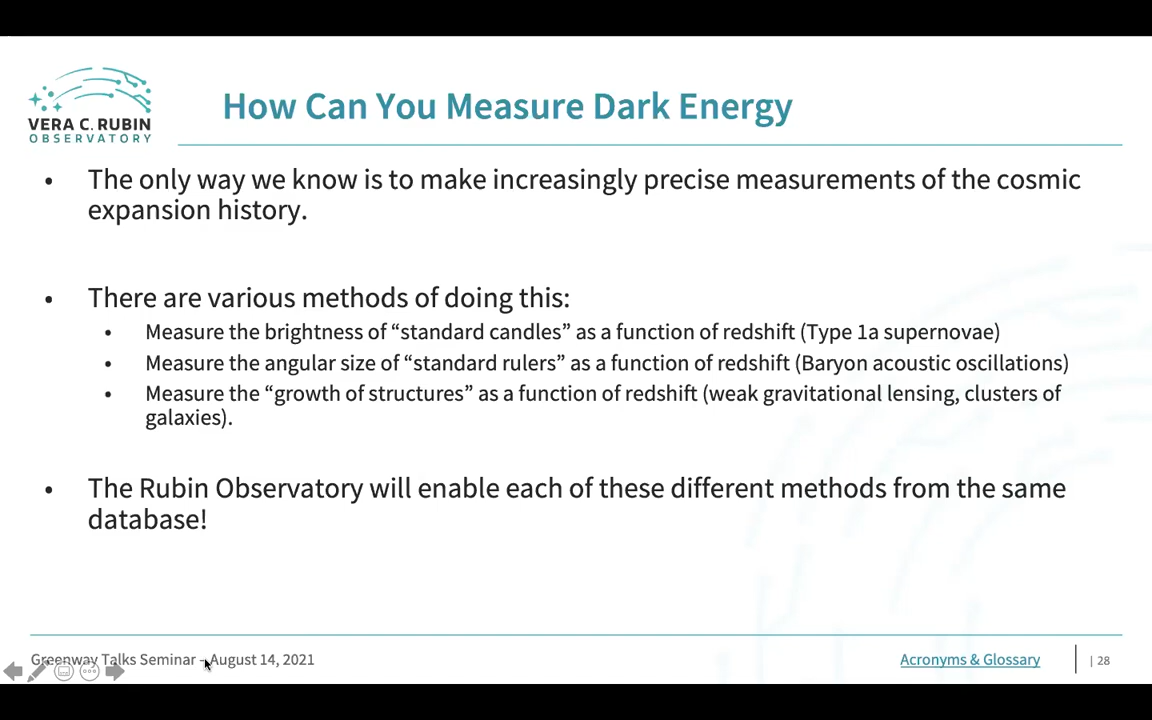 VERA C. RUBIN
OBSERVATORY
How Can You Measure Dark Energy
• The only way we know is to make increasingly precise measurements of the cosmic
expansion history.
• There are various methods of doing this:
• Measure the brightness of “standard candles” as a function of redshift (Type 1a supernovae)
• Measure the angular size of “standard rulers” as a function of redshift (Baryon acoustic oscillations)
• Measure the “growth of structures” as a function of redshift (weak gravitational lensing, clusters of
galaxies).
• The Rubin Observatory will enable each of these different methods from the same
database!
Greenway Talks Seminar - August 14, 2021
Acronyms & Glossary
| 28